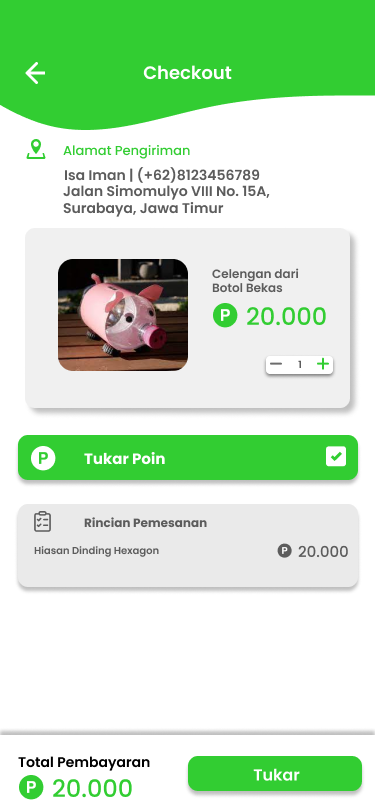 Checkout
Alamat Pengiriman
Isa Iman | (+62)8123456789
Jalan Simomulyo VIII No. 15A,
Surabaya, Jawa Timur
Celengan dari
Botol Bekas
P 20.000
1
P Tukar Poin
Rincian Pemesanan
Hiasan Dinding Hexagon P 20.000
Total Pembayaran
P 20.000
Tukar